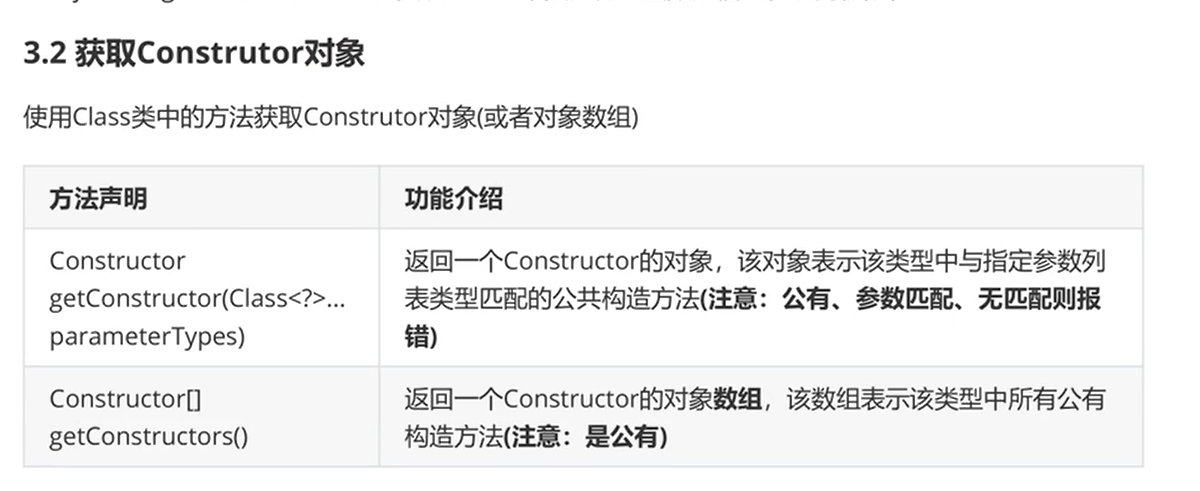 3.2 获取Construtor对象
使用Class类中的方法获取Construtor对象(或者对象数组)
方法声明
功能介绍
Constructor
getConstructor(Class<?>...
parameterTypes)
返回一个Constructor的对象，该对象表示该类型中与指定参数列
表类型匹配的公共构造方法(注意：公有、参数匹配、无匹配则报
错)
Constructor[]
getConstructors()
返回一个Constructor的对象数组，该数组表示该类型中所有公有
构造方法(注意：是公有)